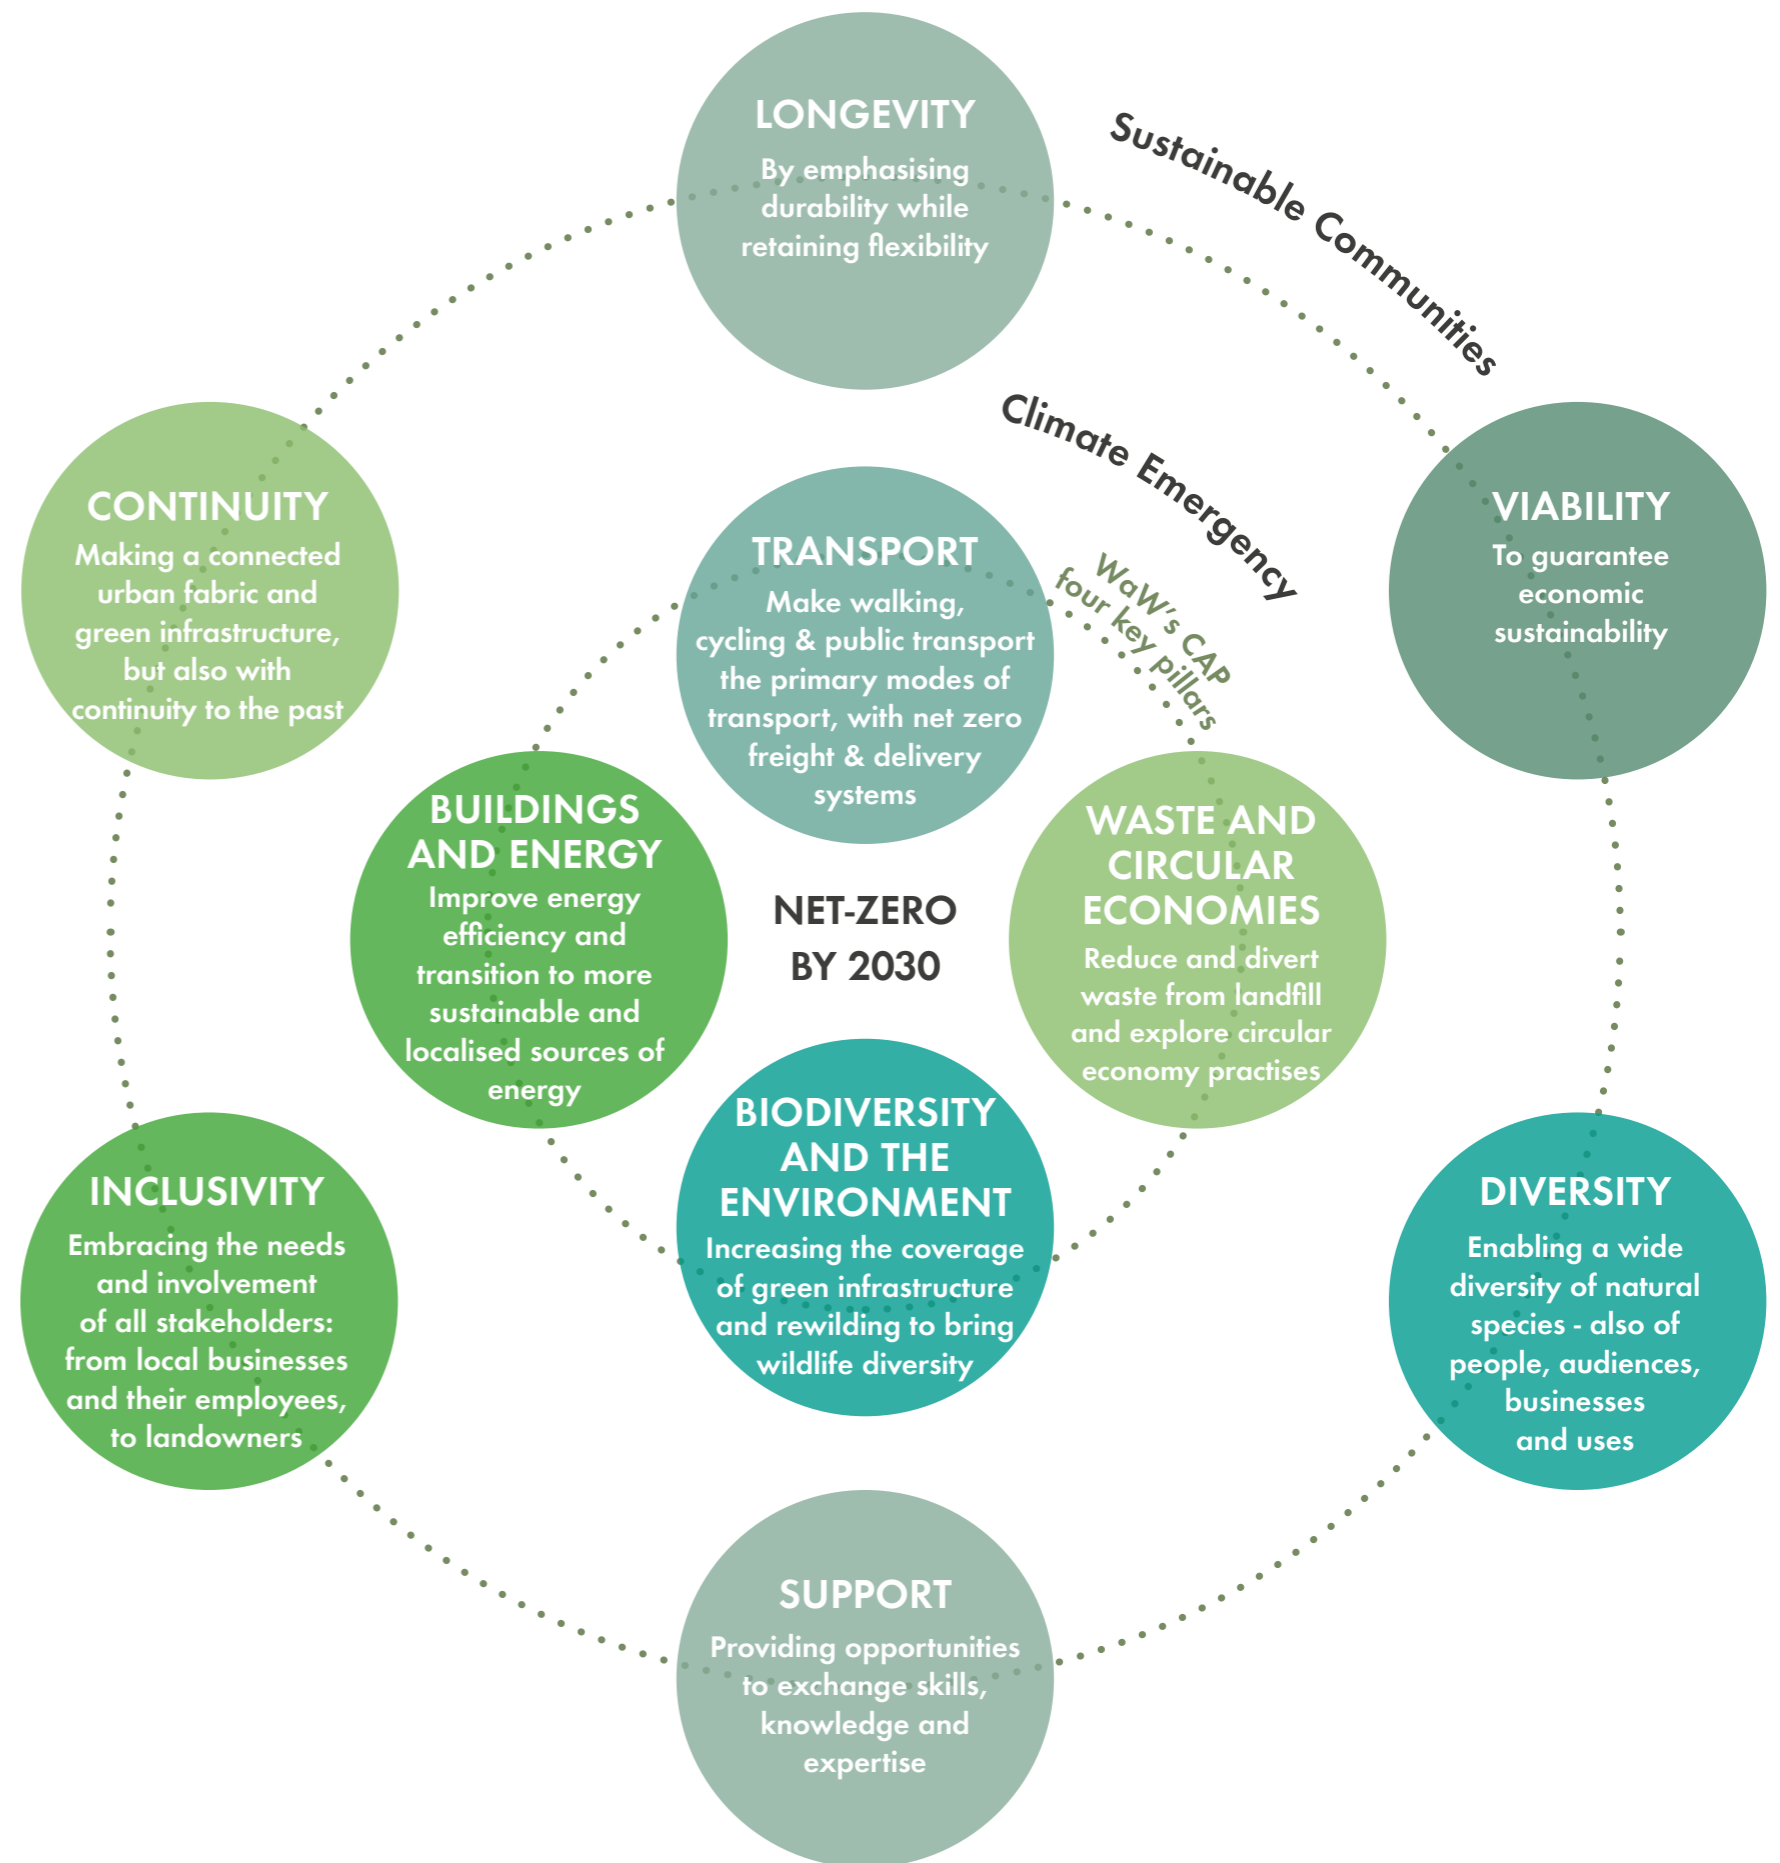 LONGEVITY
By emphasising
durability while
retaining flexibility
Sustainable Communities
Climate Emergency
CONTINUITY
Making a connected
urban fabric and
green infrastructure,
but also with
continuity to the past
TRANSPORT
Make walking,
cycling & public transport
the primary modes of
transport, with net zero
freight & delivery
systems
WaW's CAP
four key pillars
VIABILITY
To guarantee
economic
sustainability
BUILDINGS
AND ENERGY
Improve energy
efficiency and
transition to more
sustainable and
localised sources of
energy
NET-ZERO
BY 2030
WASTE AND
CIRCULAR
ECONOMIES
Reduce and divert
waste from landfill
and explore circular
economy practises
BIODIVERSITY
AND THE
ENVIRONMENT
Increasing the coverage
of green infrastructure
and rewilding to bring
wildlife diversity
INCLUSIVITY
Embracing the needs
and involvement
of all stakeholders:
from local businesses
and their employees,
to landowners
DIVERSITY
Enabling a wide
diversity of natural
species - also of
people, audiences,
businesses
and uses
SUPPORT
Providing opportunities
to exchange skills,
knowledge and
expertise